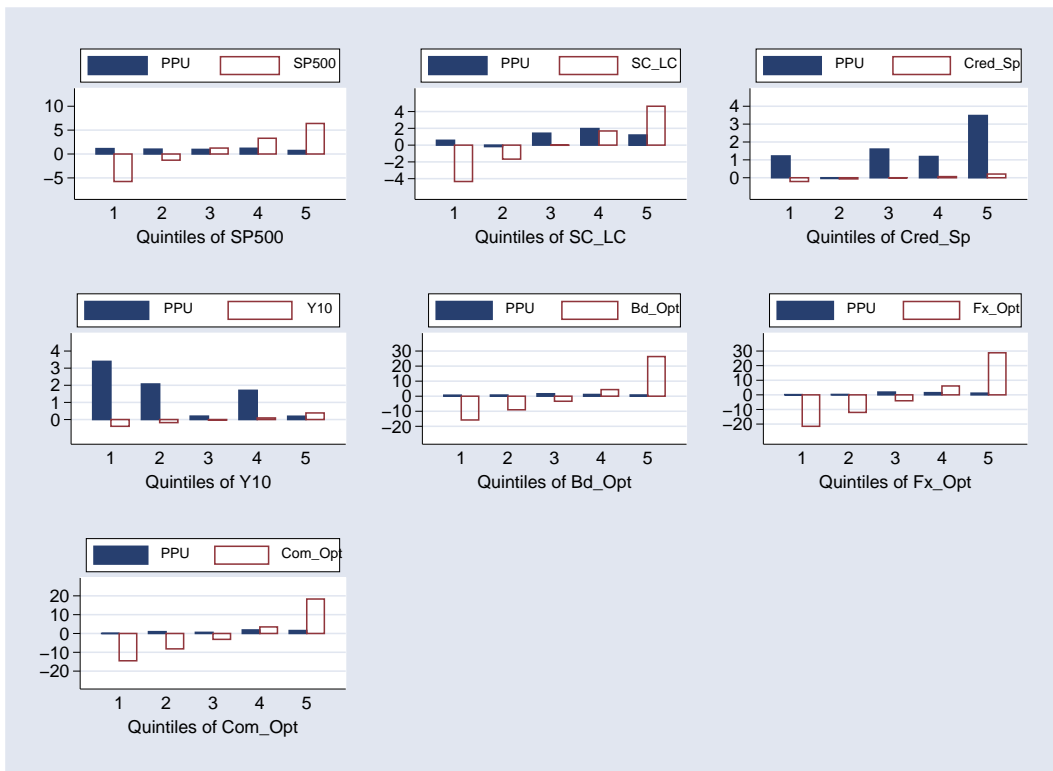 PPU SP500
10
5
0
−5
1 2 3 4 5
Quintiles of SP500
PPU SC_LC
4
2
0
−2
−4
1 2 3 4 5
Quintiles of SC_LC
PPU Cred_Sp
4
3
2
1
0
1 2 3 4 5
Quintiles of Cred_Sp
PPU Y10
4
3
2
1
0
1 2 3 4 5
Quintiles of Y10
PPU Bd_Opt
30
20
10
0
−10
−20
1 2 3 4 5
Quintiles of Bd_Opt
PPU Fx_Opt
30
20
10
0
−10
−20
1 2 3 4 5
Quintiles of Fx_Opt
PPU Com_Opt
20
10
0
−10
−20
1 2 3 4 5
Quintiles of Com_Opt